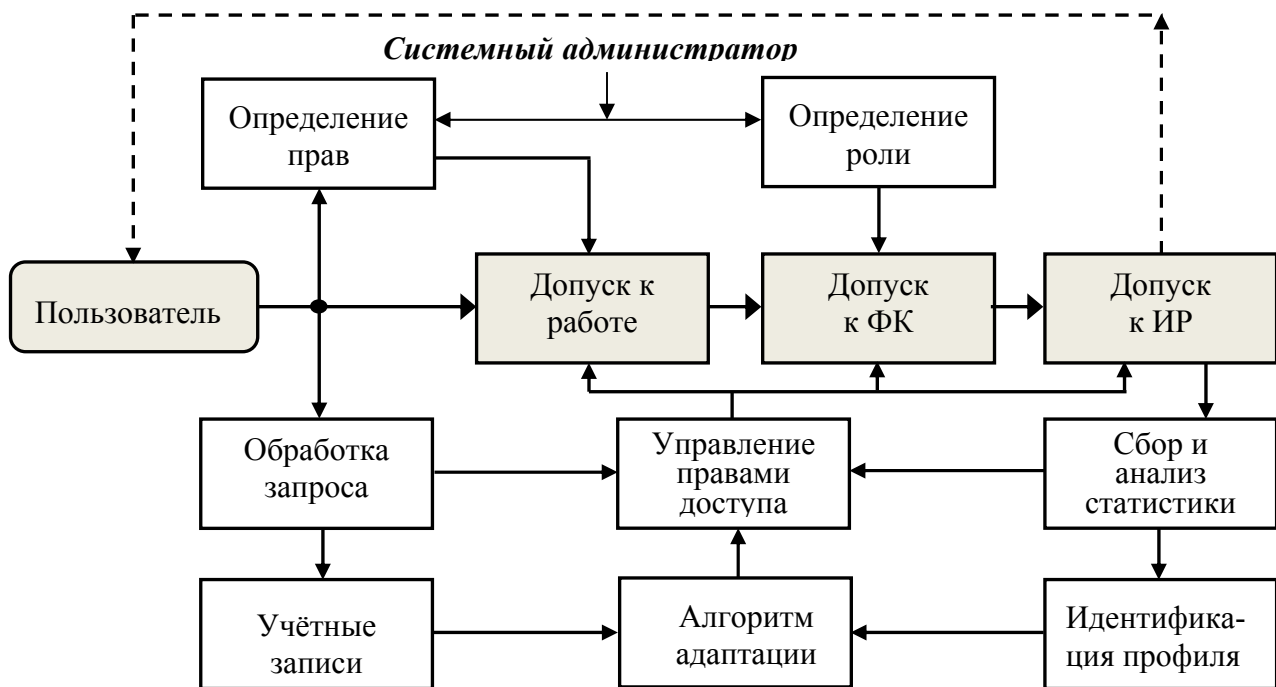 Системный администратор
Определение
прав
Определение
роли
Пользователь
Допуск к
работе
Допуск
к ФК
Допуск
к ИР
Обработка
запроса
Управление
правами
доступа
Сбор и
анализ
статистики
Учётные
записи
Алгоритм
адаптации
Идентифика-
ция профиля